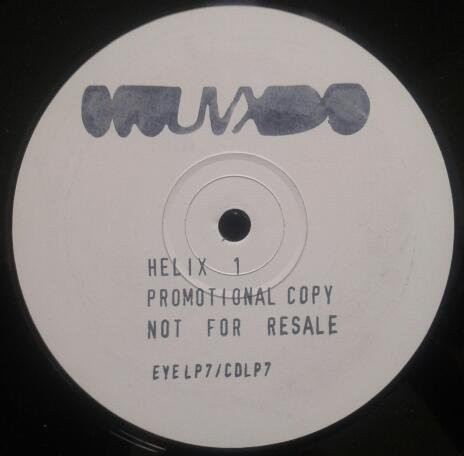 HELIX 1
PROMOTIONAL COPY
NOT FOR RESALE
EYELP7/CDLP7